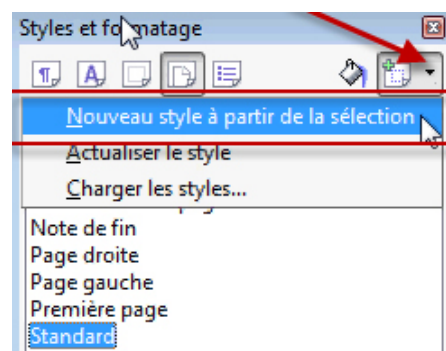 Styles et formatage
Nouveau style à partir de la sélection
Actualiser le style
Charger les styles...
Note de fin
Page droite
Page gauche
Première page
Standard